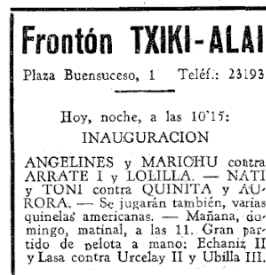 Frontón TXIKI-ALAI
Plaza Buensuceso, 1 Teléf.: 23193
Hoy, noche, a las 10'15:
INAUGURACION
ANGELINES y MARICHU contra
ARRATE I y LOLILLA. — NATI
y TONI contra QUINITA y AU-
RORA. — Se jugarán también, varias
quinelas americanas. — Mañana, do-
mingo, matinal, a las 11. Gran par-
tido de pelota a mano: Echaniz II
y Lasa contra Urcelay II y Ubilla III.